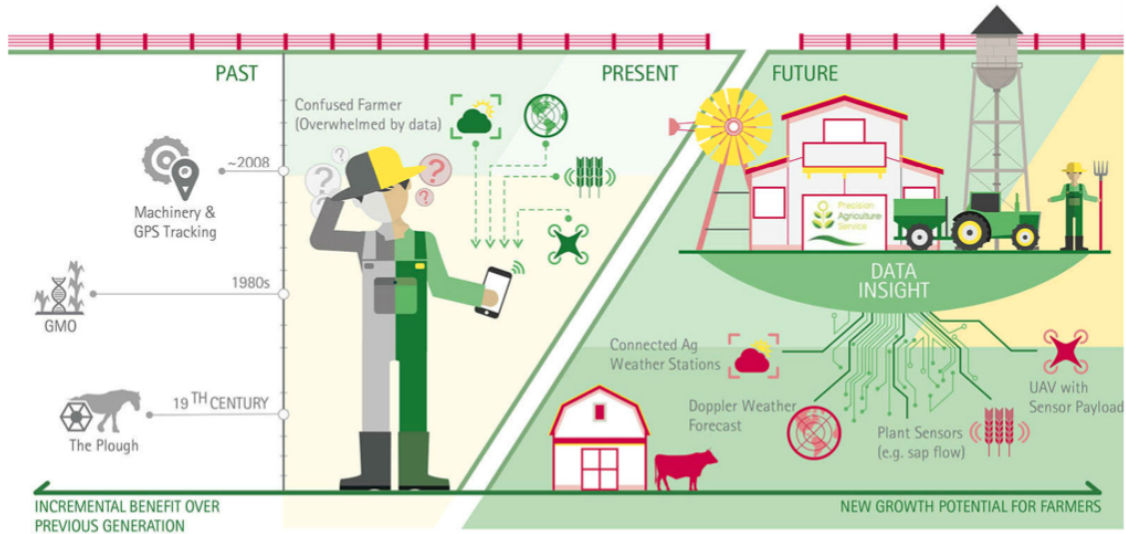 PAST
PRESENT
FUTURE
Confused Farmer
(Overwhelmed by data)
~2008
Machinery &
GPS Tracking
1980s
GMO
19TH CENTURY
The Plough
Precision
Agriculture
Service
DATA
INSIGHT
Connected Ag
Weather Stations
Doppler Weather
Forecast
Plant Sensors
(e.g. sap flow)
UAV with
Sensor Payload
INCREMENTAL BENEFIT OVER
PREVIOUS GENERATION
NEW GROWTH POTENTIAL FOR FARMERS
? ? ? ? ?